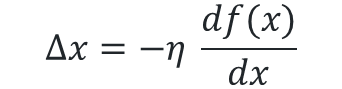 Δx = −η df(x)/dx